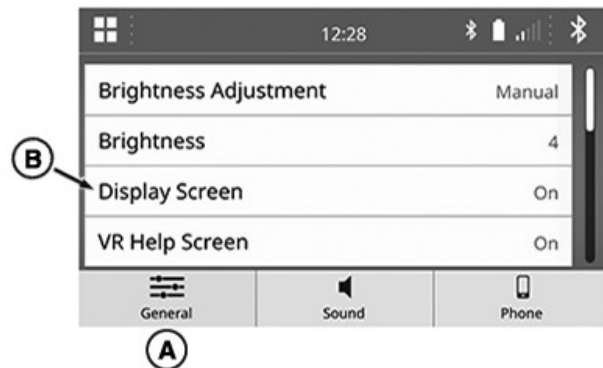 12:28
Brightness Adjustment Manual
Brightness 4
B
Display Screen On
VR Help Screen On
General Sound Phone
A